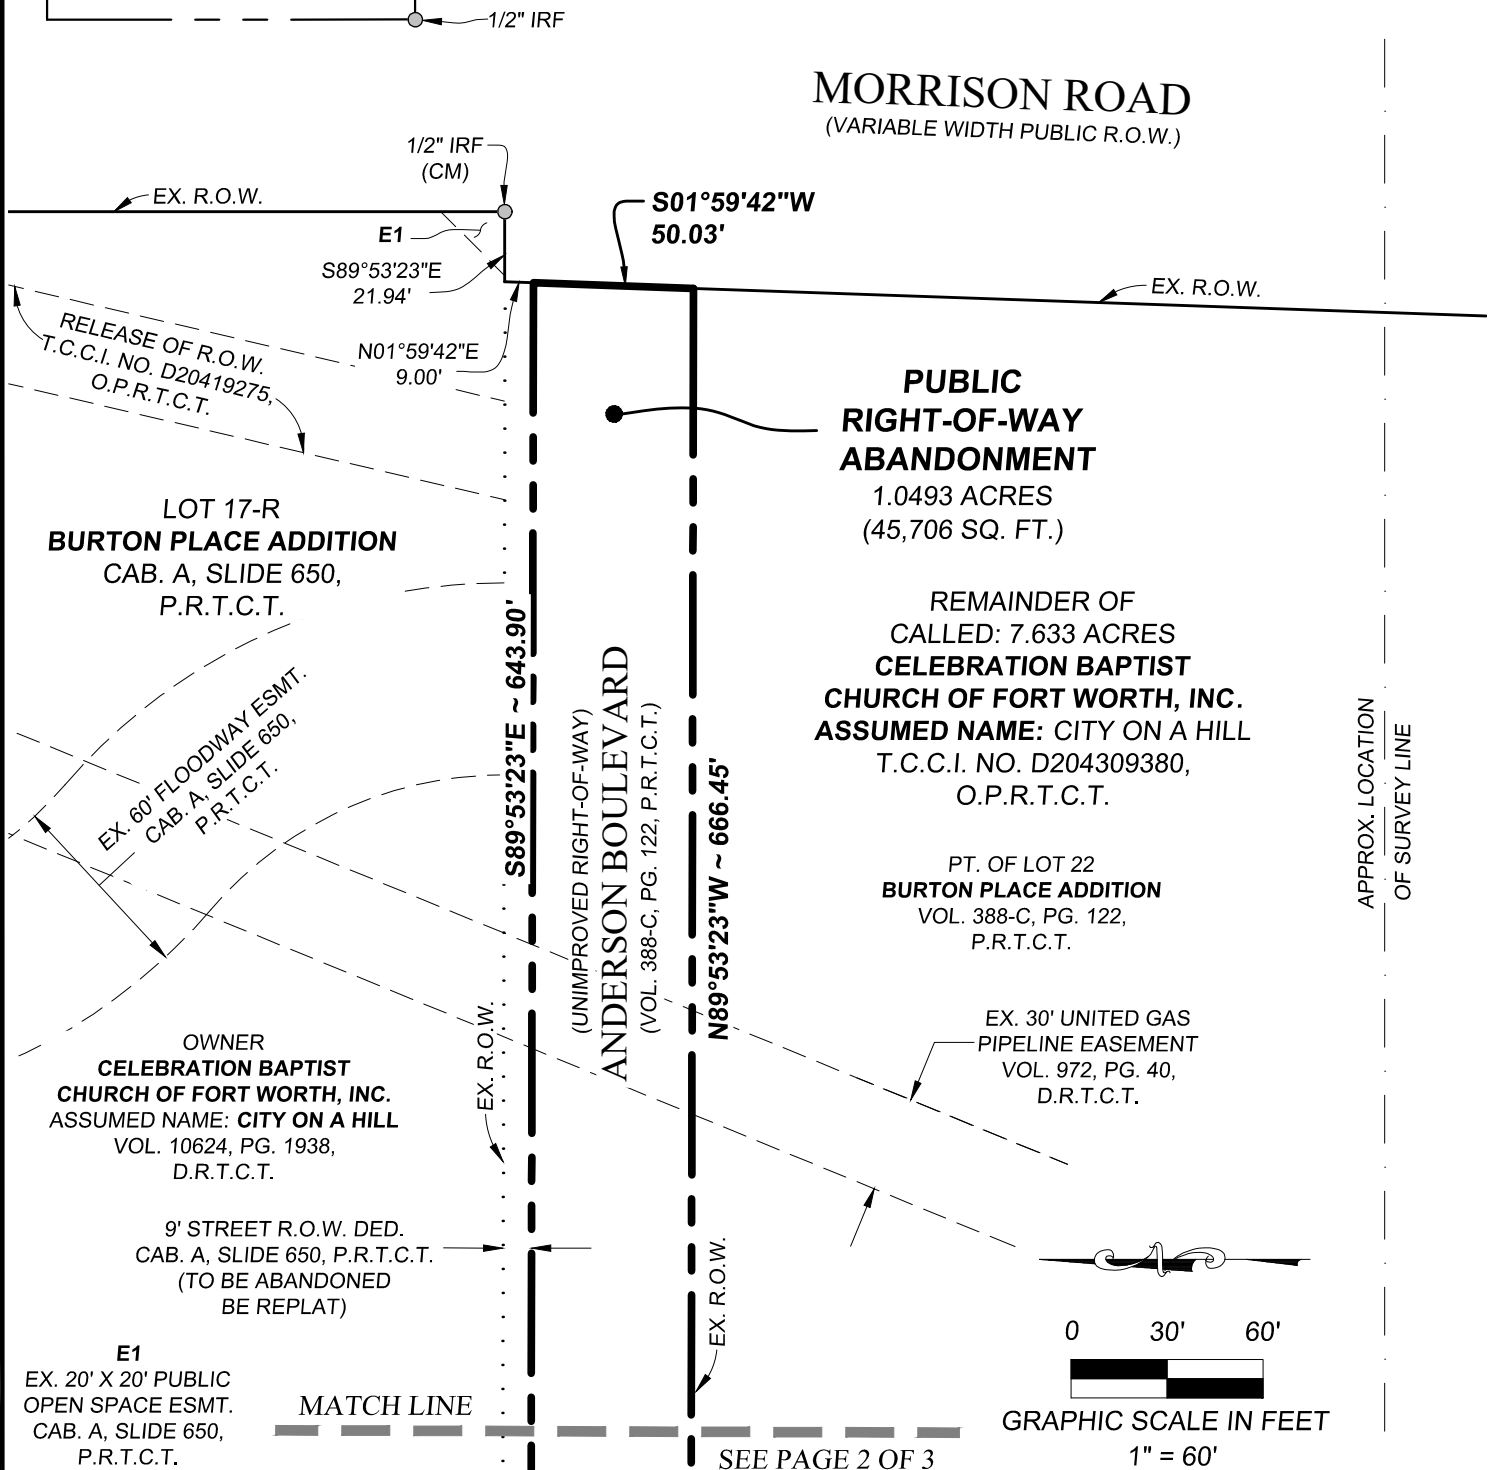 1/2" IRF
MORRISON ROAD
(VARIABLE WIDTH PUBLIC R.O.W.)
1/2" IRF
(CM)
EX. R.O.W.
E1
S89°53'23"E
21.94'
S01°59'42"W
50.03'
EX. R.O.W.
N01°59'42"E
9.00'
RELEASE OF R.O.W.
T.C.C.I. NO. D20419275,
O.P.R.T.C.T.
PUBLIC
RIGHT-OF-WAY
ABANDONMENT
1.0493 ACRES
(45,706 SQ. FT.)
LOT 17-R
BURTON PLACE ADDITION
CAB. A, SLIDE 650,
P.R.T.C.T.
REMAINDER OF
CALLED: 7.633 ACRES
CELEBRATION BAPTIST
CHURCH OF FORT WORTH, INC.
ASSUMED NAME: CITY ON A HILL
T.C.C.I. NO. D204309380,
O.P.R.T.C.T.
S89°53'23"E ~ 643.90'
(UNIMPROVED RIGHT-OF-WAY)
ANDERSON BOULEVARD
(VOL. 388-C, PG. 122, P.R.T.C.T.)
N89°53'23"W ~ 666.45'
APPROX. LOCATION
OF SURVEY LINE
EX. 60' FLOODWAY ESMT.
CAB. A, SLIDE 650,
P.R.T.C.T.
PT. OF LOT 22
BURTON PLACE ADDITION
VOL. 388-C, PG. 122,
P.R.T.C.T.
EX. 30' UNITED GAS
PIPELINE EASEMENT
VOL. 972, PG. 40,
D.R.T.C.T.
OWNER
CELEBRATION BAPTIST
CHURCH OF FORT WORTH, INC.
ASSUMED NAME: CITY ON A HILL
VOL. 10624, PG. 1938,
D.R.T.C.T.
EX. R.O.W.
9' STREET R.O.W. DED.
CAB. A, SLIDE 650, P.R.T.C.T.
(TO BE ABANDONED
BE REPLAT)
EX. R.O.W.
N
E1
EX. 20' X 20' PUBLIC
OPEN SPACE ESMT.
CAB. A, SLIDE 650,
P.R.T.C.T.
MATCH LINE
SEE PAGE 2 OF 3
0 30' 60'
GRAPHIC SCALE IN FEET
1" = 60'